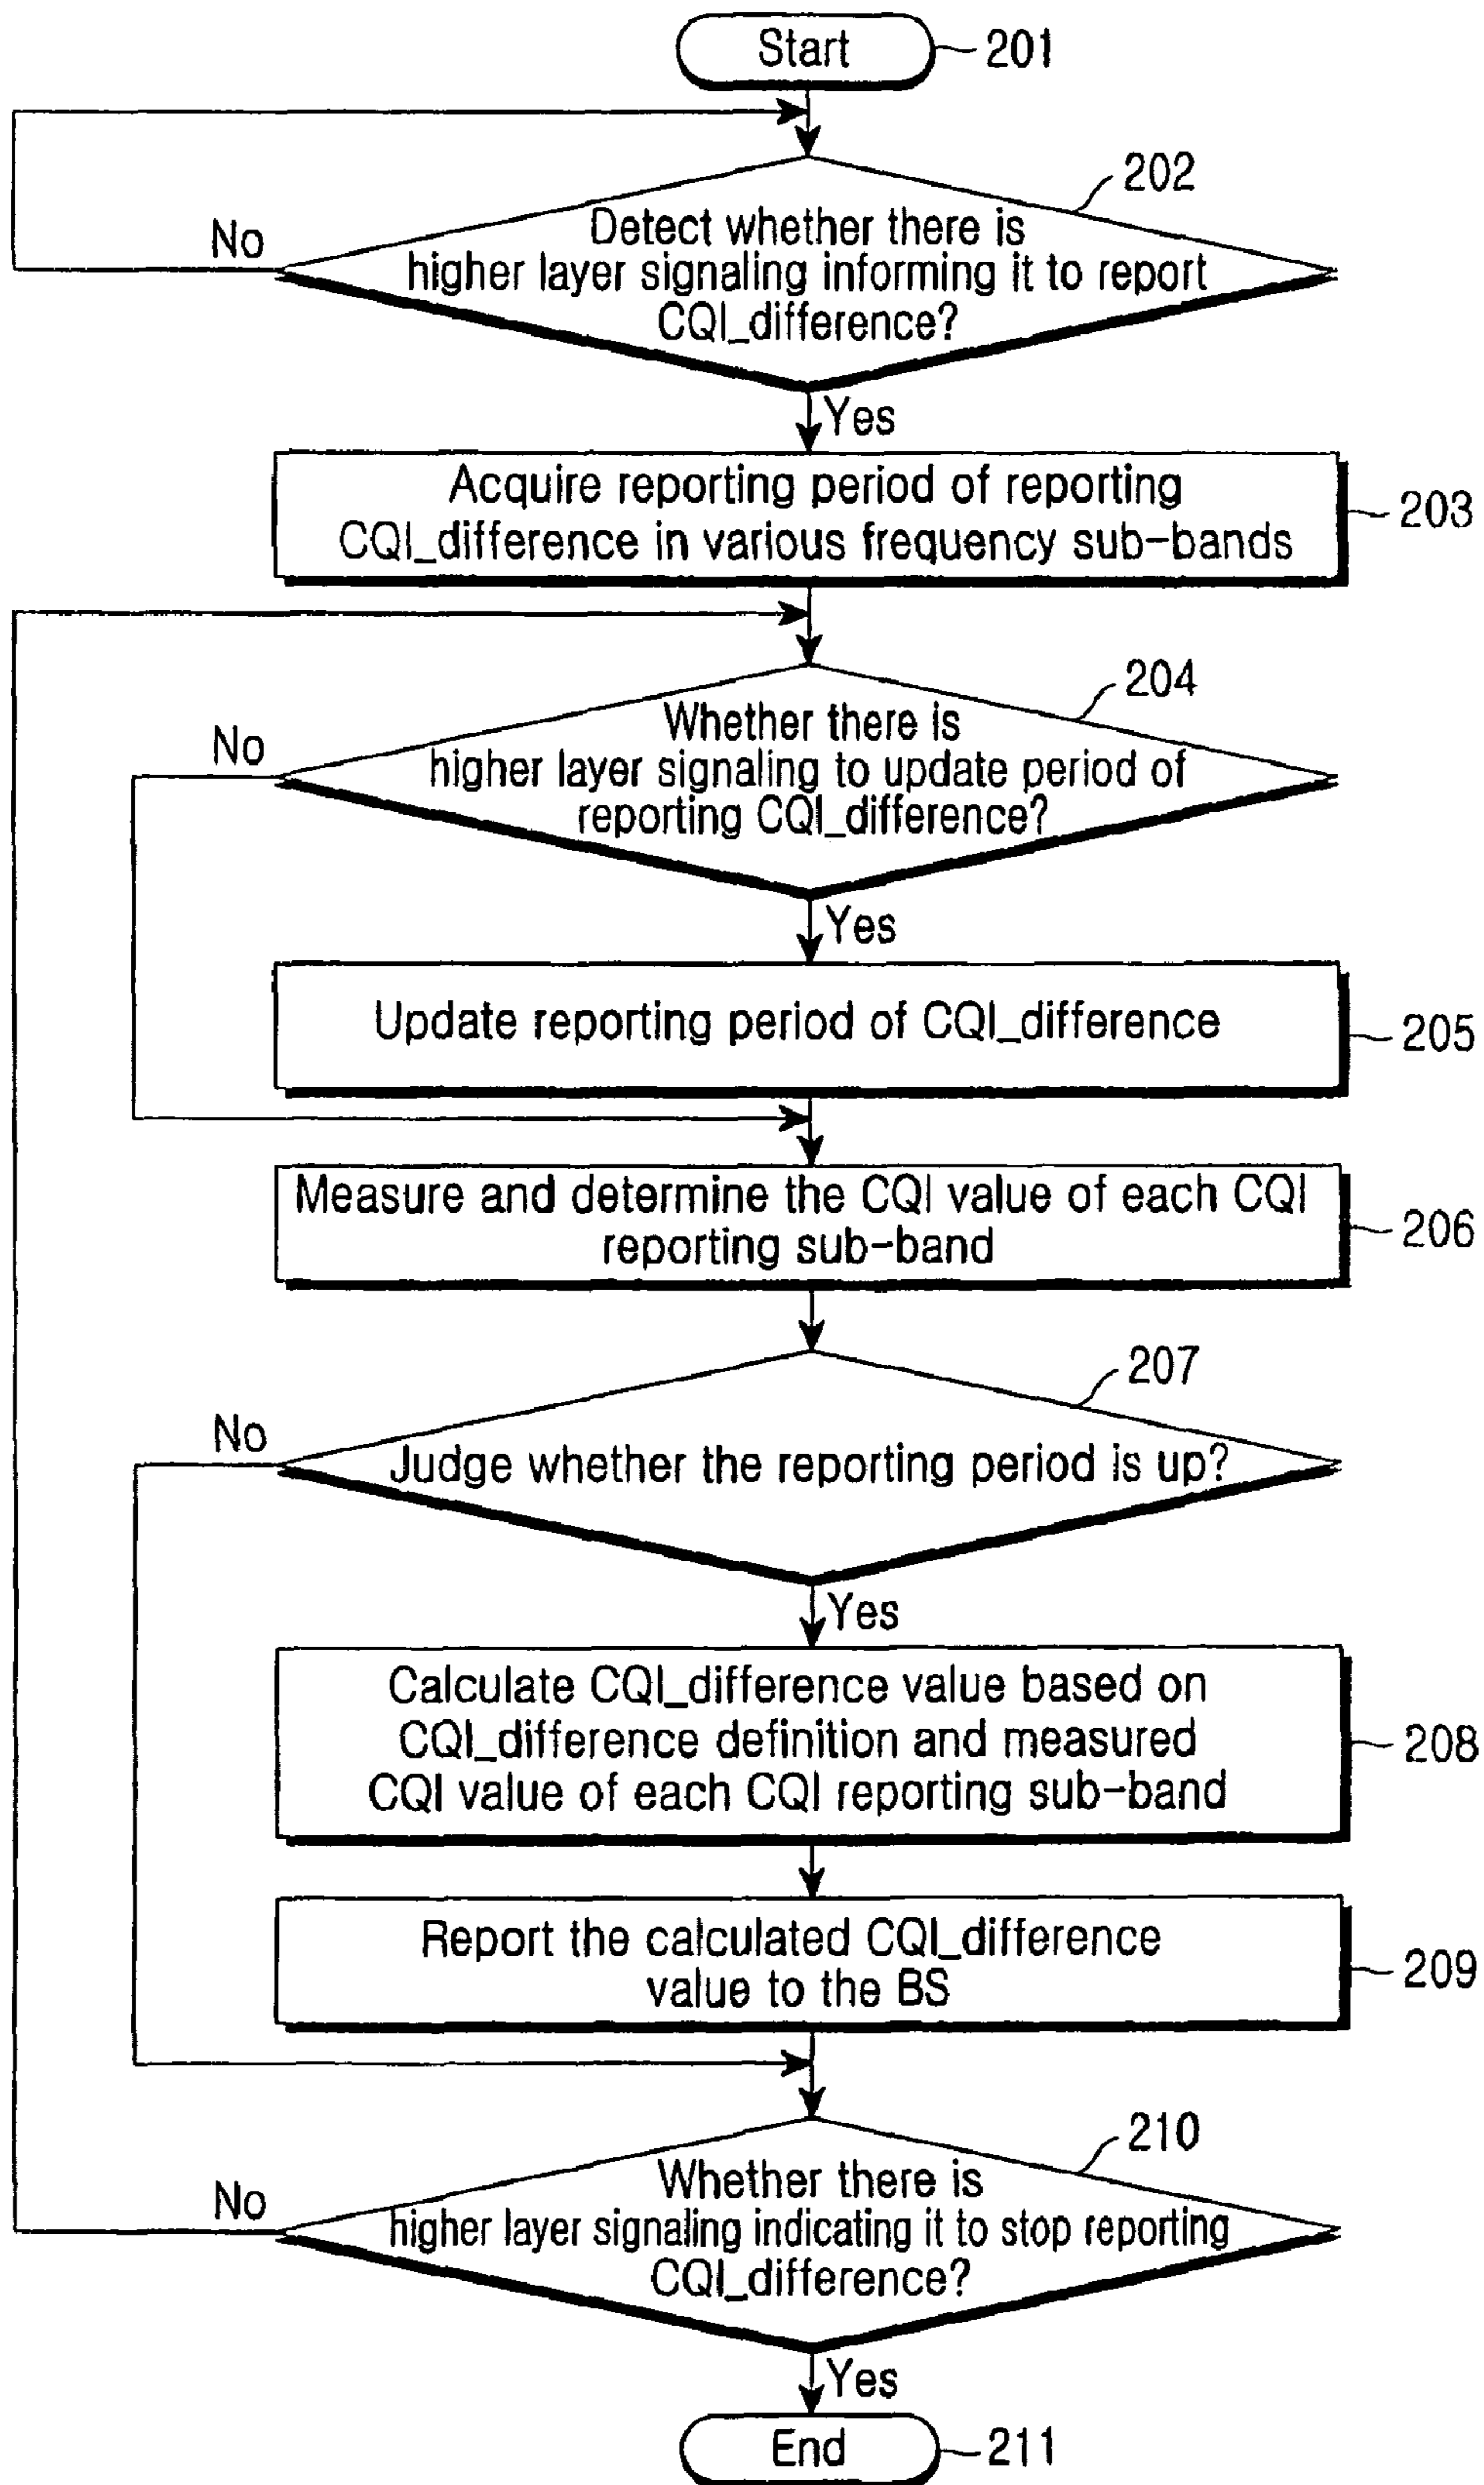 Start
201
202
Detect whether there is
higher layer signaling informing it to report
CQI_difference?
No
Yes
Acquire reporting period of reporting
CQI_difference in various frequency sub-bands
203
204
Whether there is
higher layer signaling to update period of
reporting CQI_difference?
No
Yes
Update reporting period of CQI_difference
205
Measure and determine the CQI value of each CQI
reporting sub-band
206
207
Judge whether the reporting period is up?
No
Yes
Calculate CQI_difference value based on
CQI_difference definition and measured
CQI value of each CQI reporting sub-band
208
Report the calculated CQI_difference
value to the BS
209
210
Whether there is
higher layer signaling indicating it to stop reporting
CQI_difference?
No
Yes
End
211